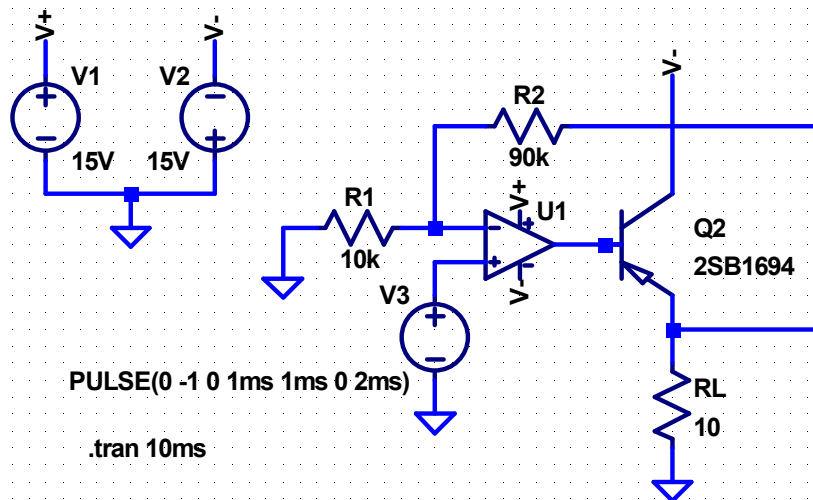 V+
V-
V1
15V
V2
15V
V-
R2
90k
R1
10k
V+
U1
V-
Q2
2SB1694
V3
PULSE(0 -1 0 1ms 1ms 0 2ms)
RL
10
.tran 10ms